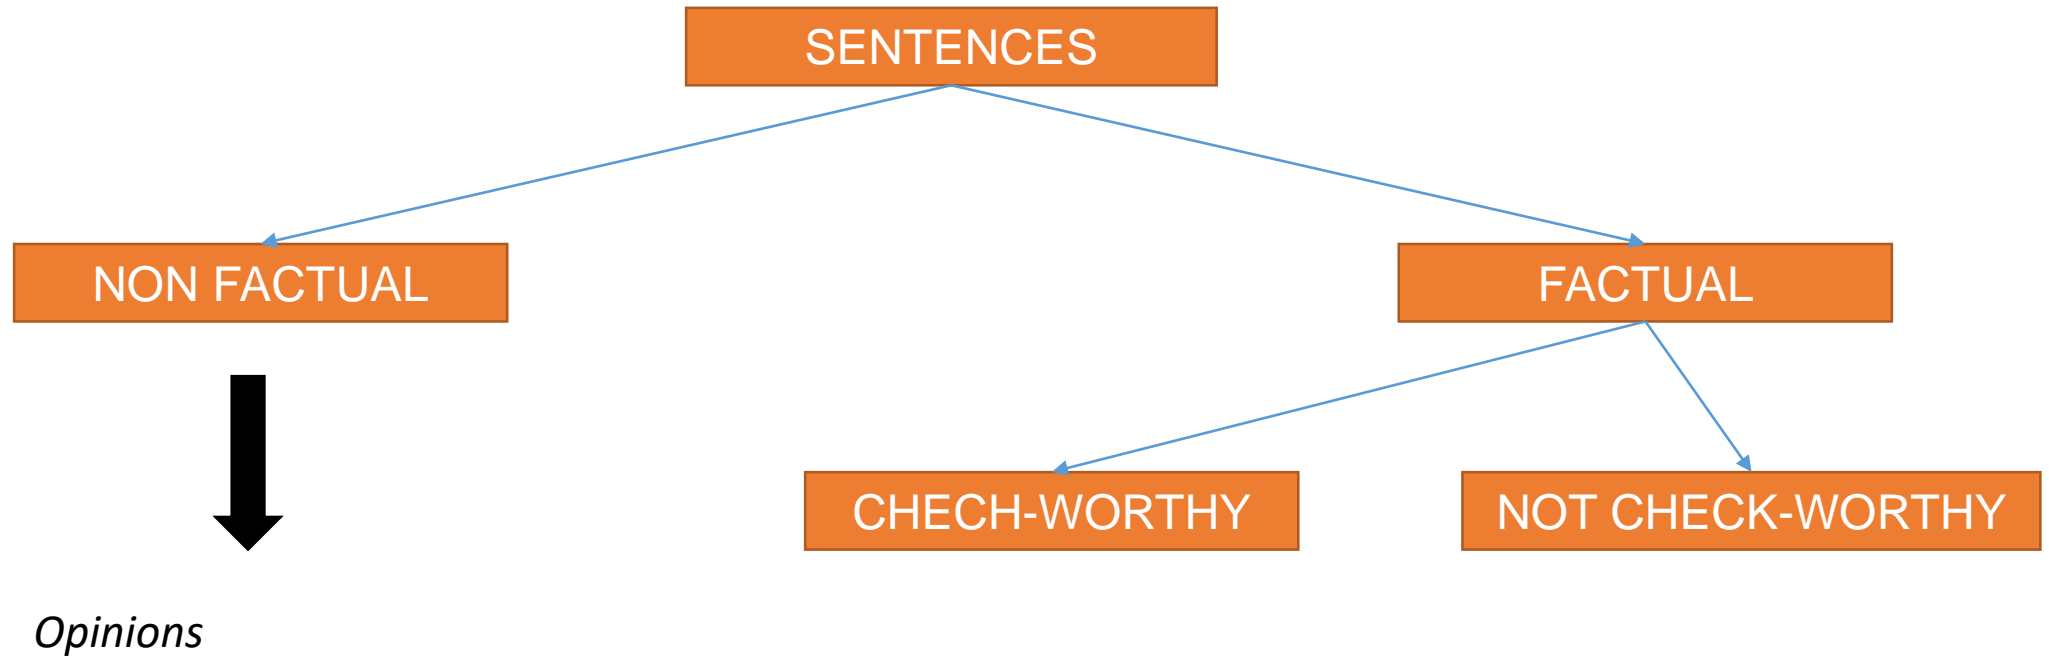 SENTENCES
NON FACTUAL
FACTUAL
CHECH-WORTHY
NOT CHECK-WORTHY
Opinions